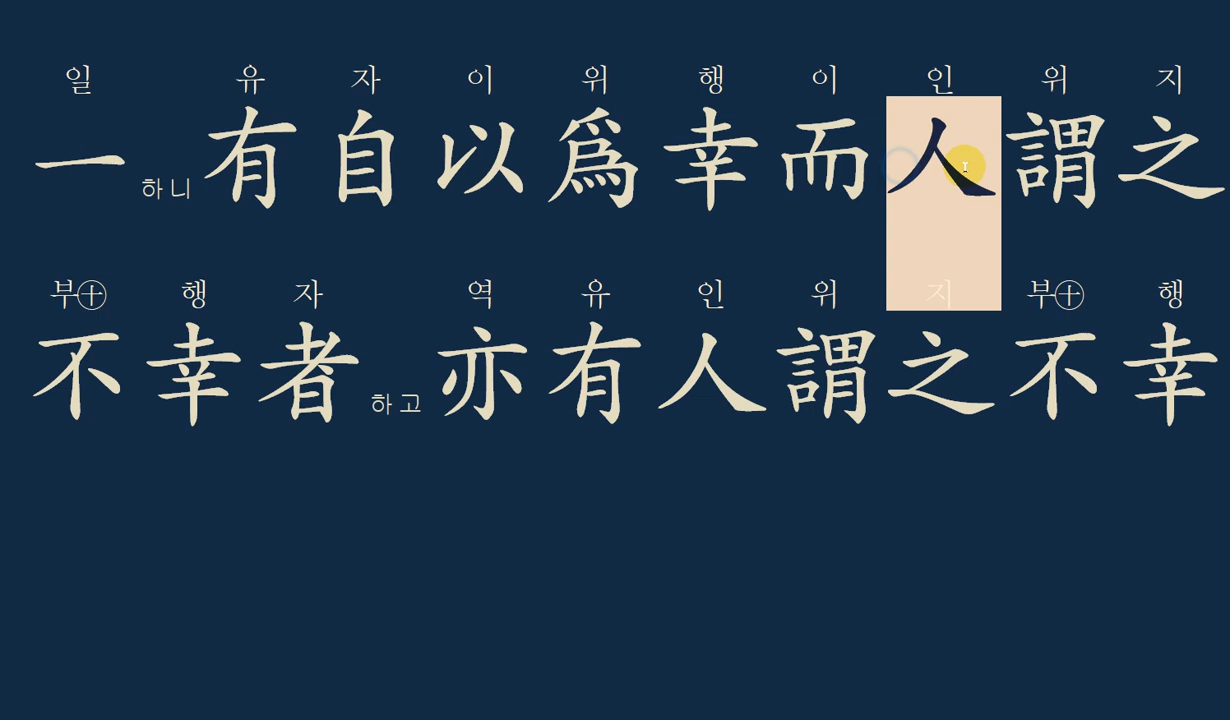 일 유 자 이 위 행 이 인 위 지
一 하니 有 自 以 爲 幸 而 人 謂 之
부㊉ 행 자 역 유 인 위 지 부㊉ 행
不 幸 者 하고 亦 有 人 謂 之 不 幸